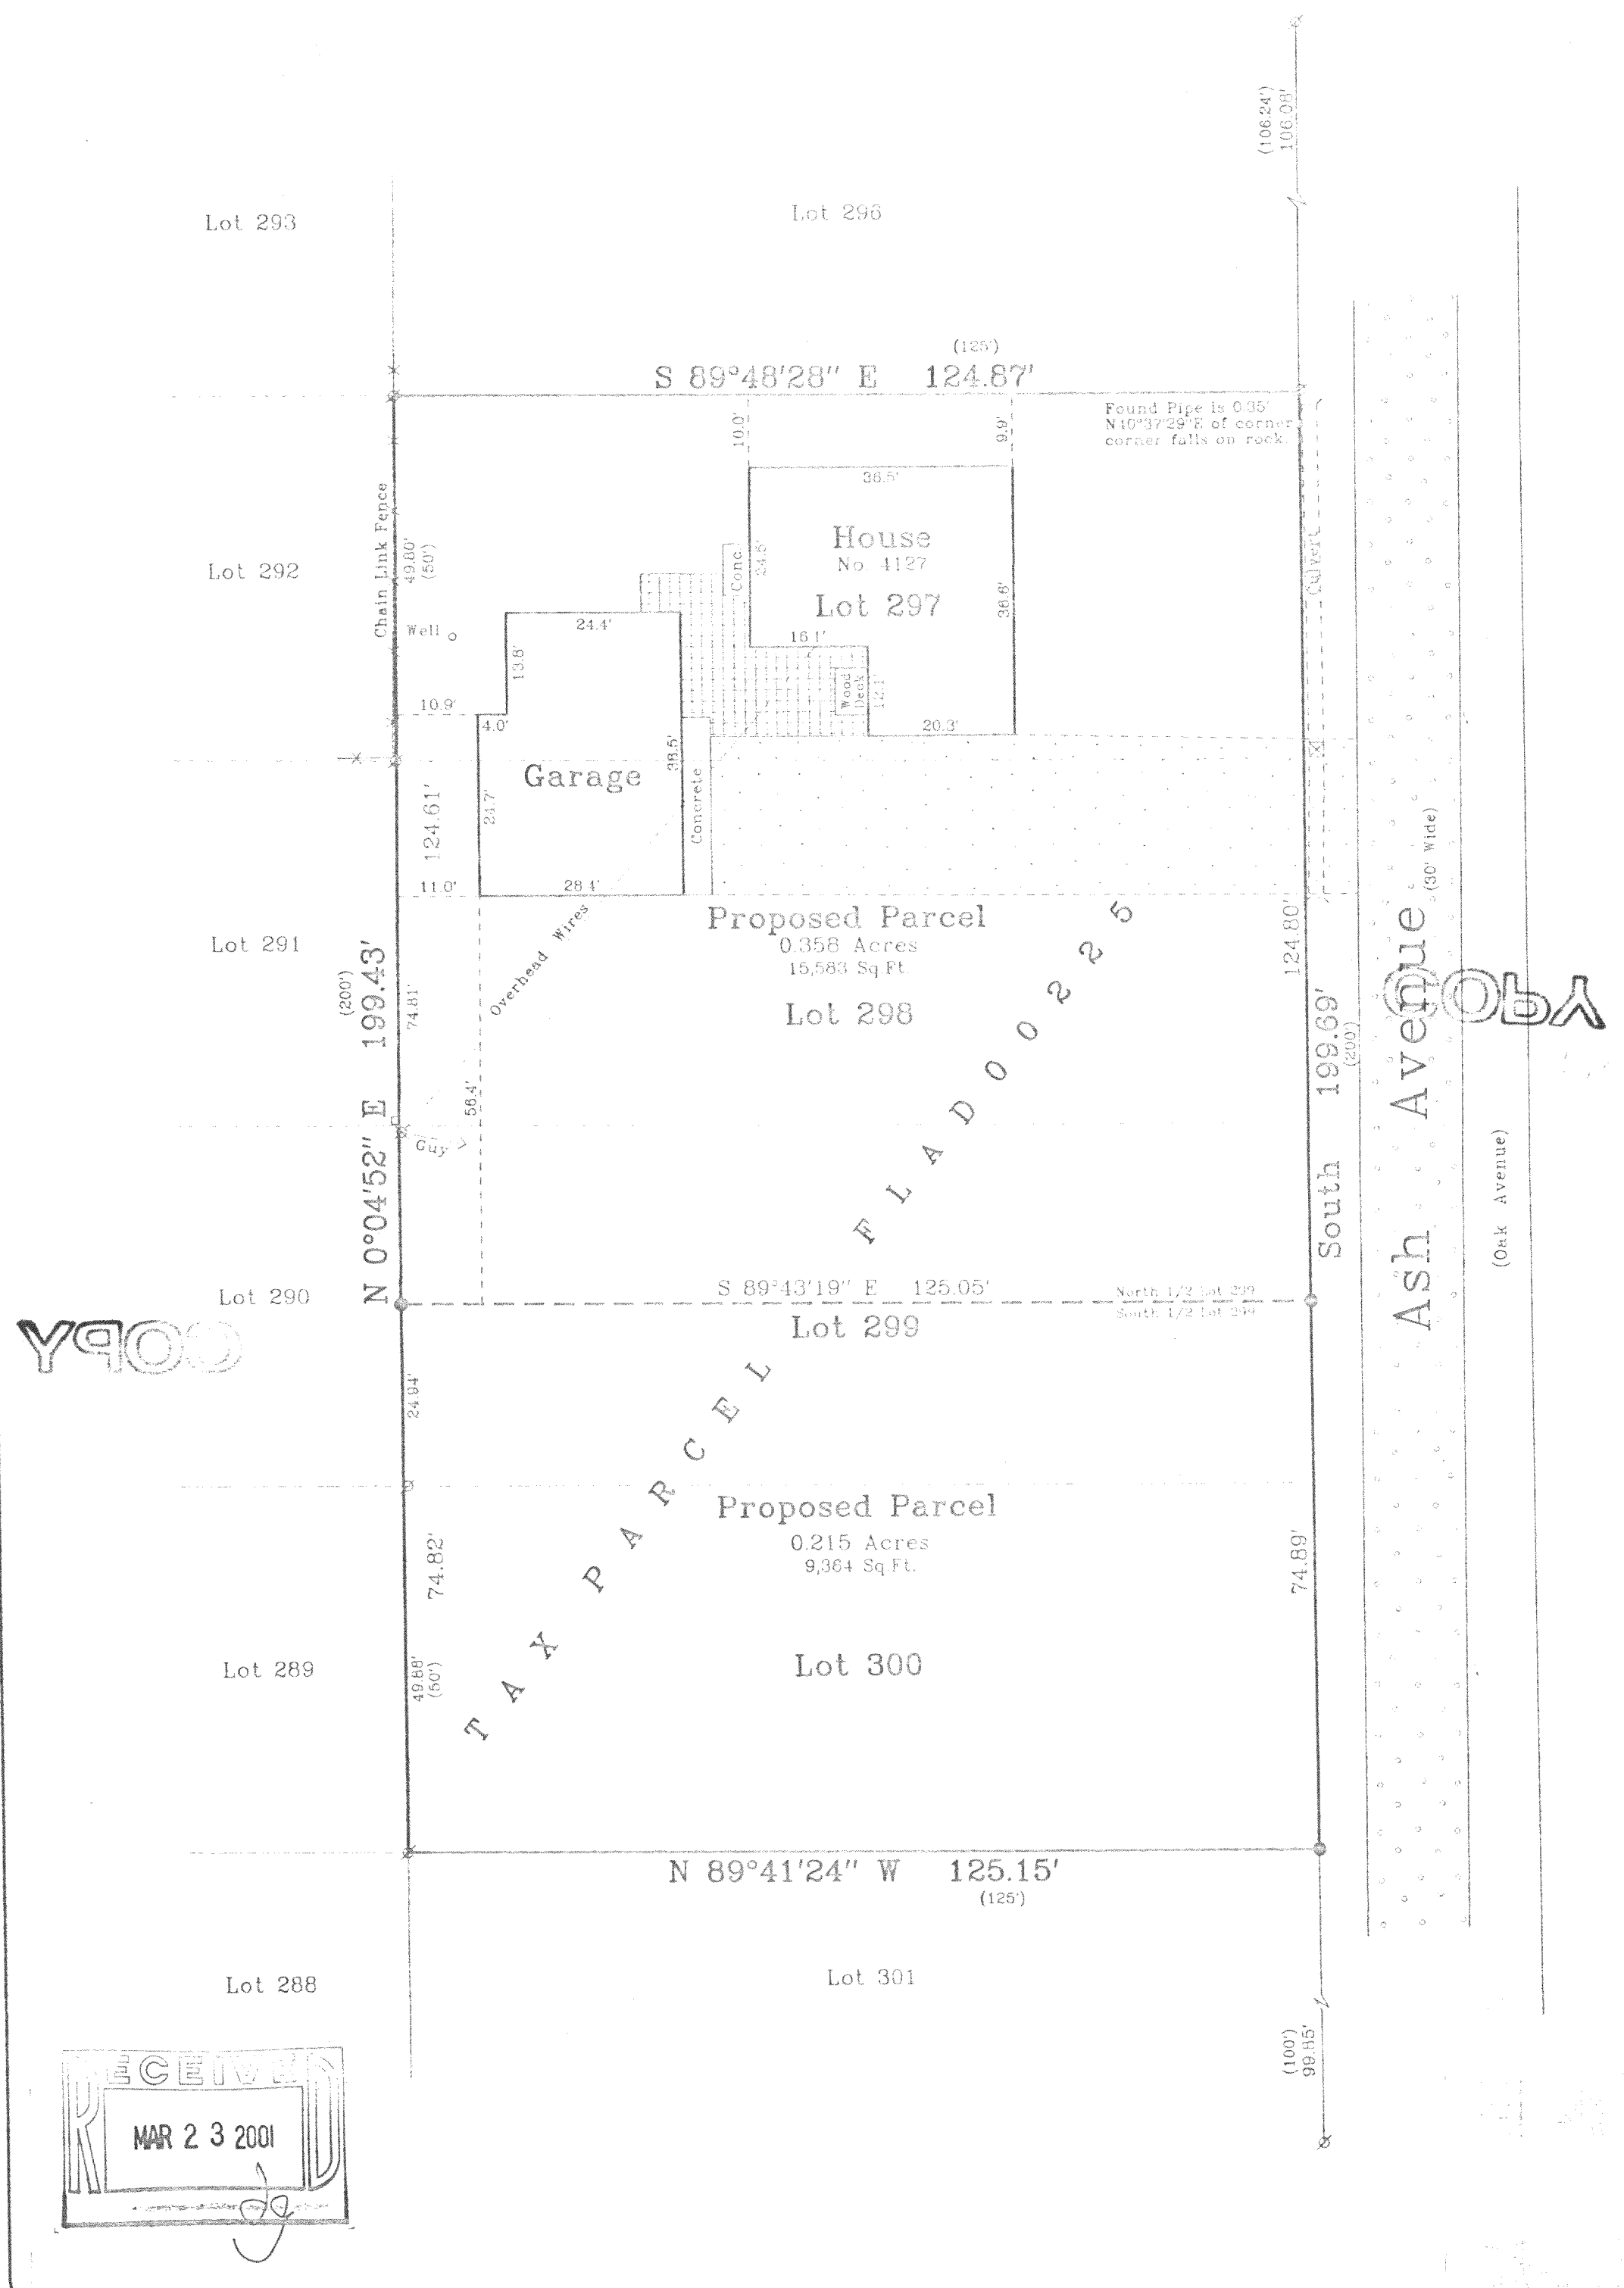 (106.24')
106.08'
Lot 293
Lot 296
(125')
S 89°48'28" E 124.87'
Found Pipe is 0.35'
N40°37'29"E of corner
corner falls on rock.
10.0'
9.9'
36.5'
Chain Link Fence
49.80'
(50')
Lot 292
House
No. 4127
Lot 297
Conc.
24.5'
36.6'
Culvert
Well
24.4'
16.1'
13.8'
Wood
Deck
12.1'
10.9'
4.0'
20.3'
Garage
38.5'
24.7'
Concrete
124.61'
11.0'
28.4'
Overhead Wires
Lot 291
Proposed Parcel
0.358 Acres
15,583 Sq.Ft.
Lot 298
N 0°04'52" E 199.43'
(200')
74.81'
56.4'
Guy
124.80'
South 199.69'
(200')
Ash Avenue (30' Wide)
(Oak Avenue)
COPY
TAX PARCEL FLADO0225
S 89°43'19" E 125.05'
North 1/2 Lot 299
South 1/2 Lot 299
Lot 290
Lot 299
COPY
24.94'
Proposed Parcel
0.215 Acres
9,364 Sq.Ft.
74.82'
74.89'
Lot 289
49.88'
(50')
Lot 300
N 89°41'24" W 125.15'
(125')
Lot 288
Lot 301
(100')
99.85'
RECEIVED
MAR 23 2001